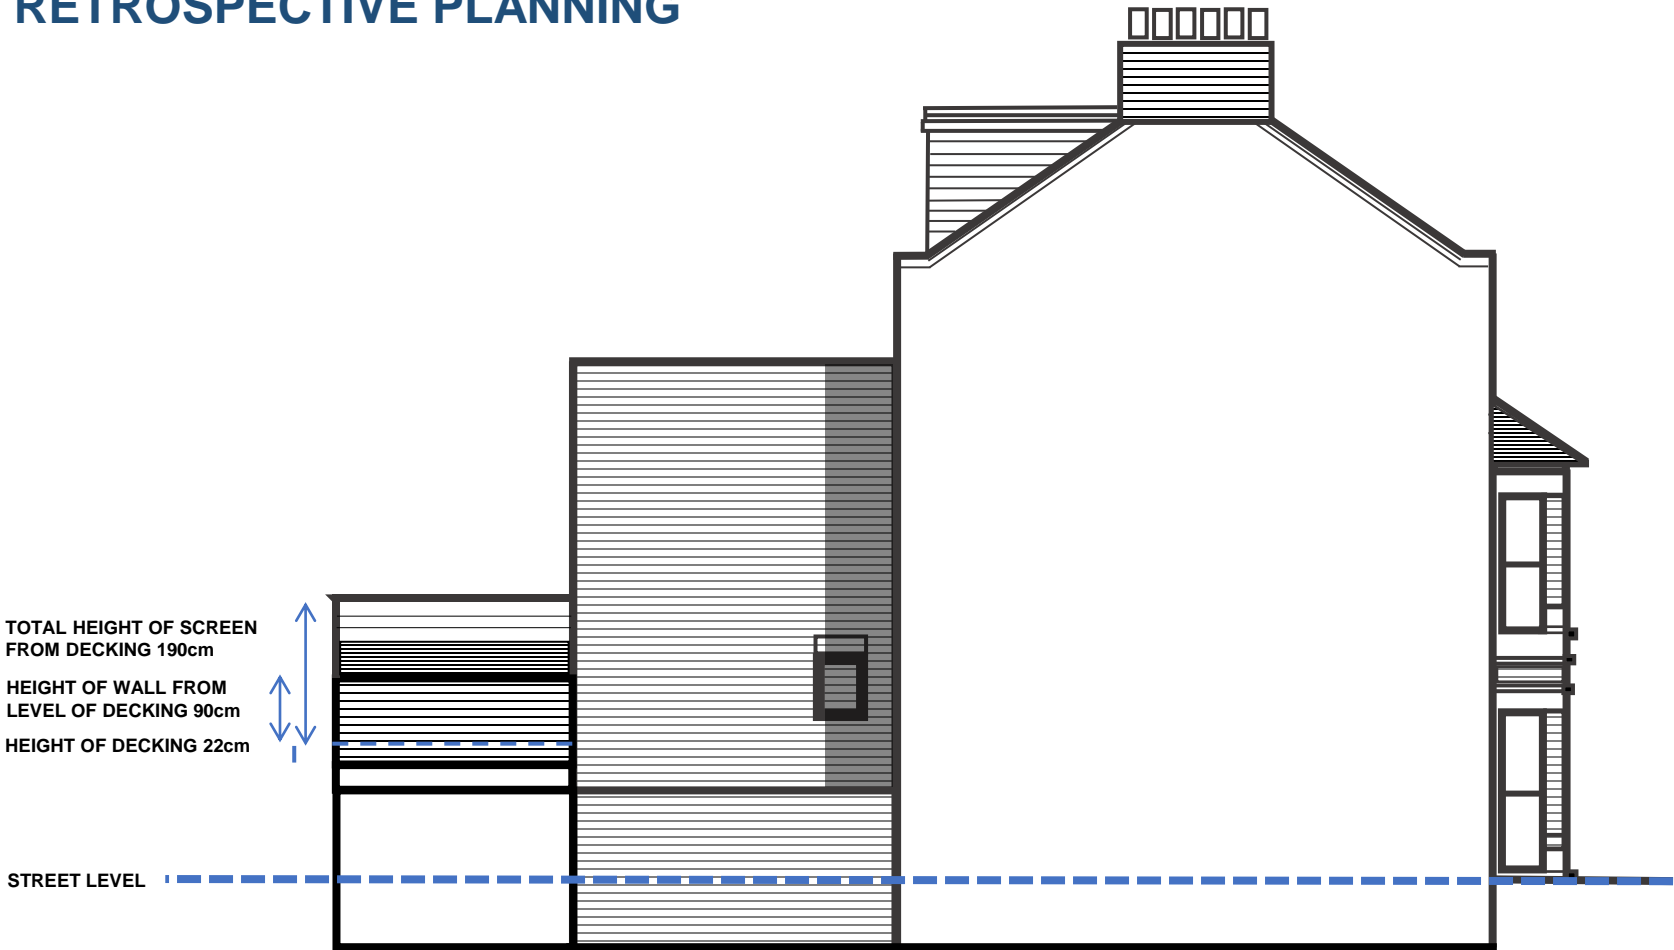 RETROSPECTIVE PLANNING
TOTAL HEIGHT OF SCREEN
FROM DECKING 190cm
HEIGHT OF WALL FROM
LEVEL OF DECKING 90cm
HEIGHT OF DECKING 22cm
STREET LEVEL